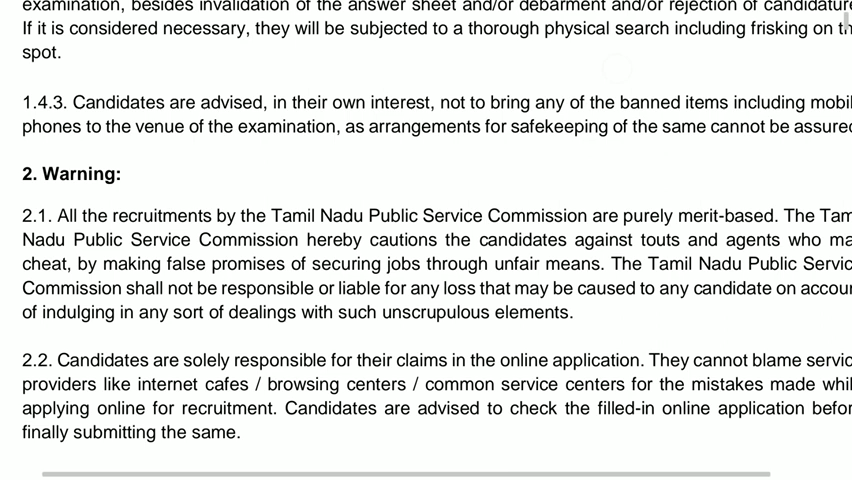 examination, besides invalidation of the answer sheet and/or debarment and/or rejection of candidature
If it is considered necessary, they will be subjected to a thorough physical search including frisking on th
spot.
1.4.3. Candidates are advised, in their own interest, not to bring any of the banned items including mobil
phones to the venue of the examination, as arrangements for safekeeping of the same cannot be assured
2. Warning:
2.1. All the recruitments by the Tamil Nadu Public Service Commission are purely merit-based. The Tam
Nadu Public Service Commission hereby cautions the candidates against touts and agents who ma
cheat, by making false promises of securing jobs through unfair means. The Tamil Nadu Public Servic
Commission shall not be responsible or liable for any loss that may be caused to any candidate on accoun
of indulging in any sort of dealings with such unscrupulous elements.
2.2. Candidates are solely responsible for their claims in the online application. They cannot blame servic
providers like internet cafes / browsing centers / common service centers for the mistakes made whil
applying online for recruitment. Candidates are advised to check the filled-in online application befor
finally submitting the same.